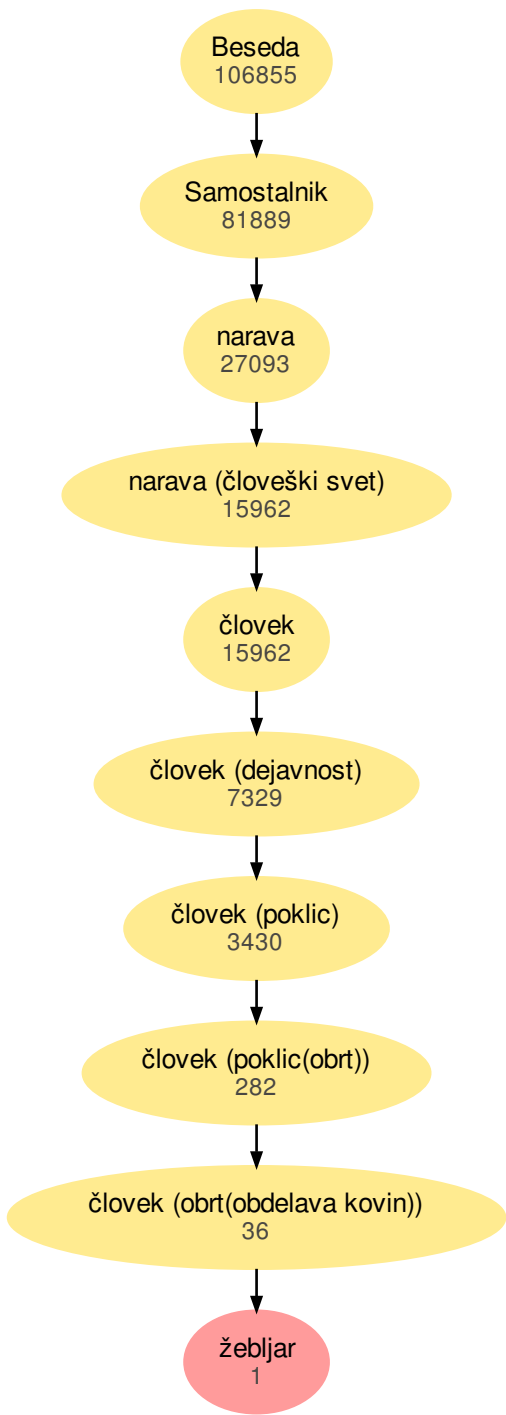 Beseda
106855
Samostalnik
81889
narava
27093
narava (človeški svet)
15962
človek
15962
človek (dejavnost)
7329
človek (poklic)
3430
človek (poklic(obrt))
282
človek (obrt(obdelava kovin))
36
žebljar
1